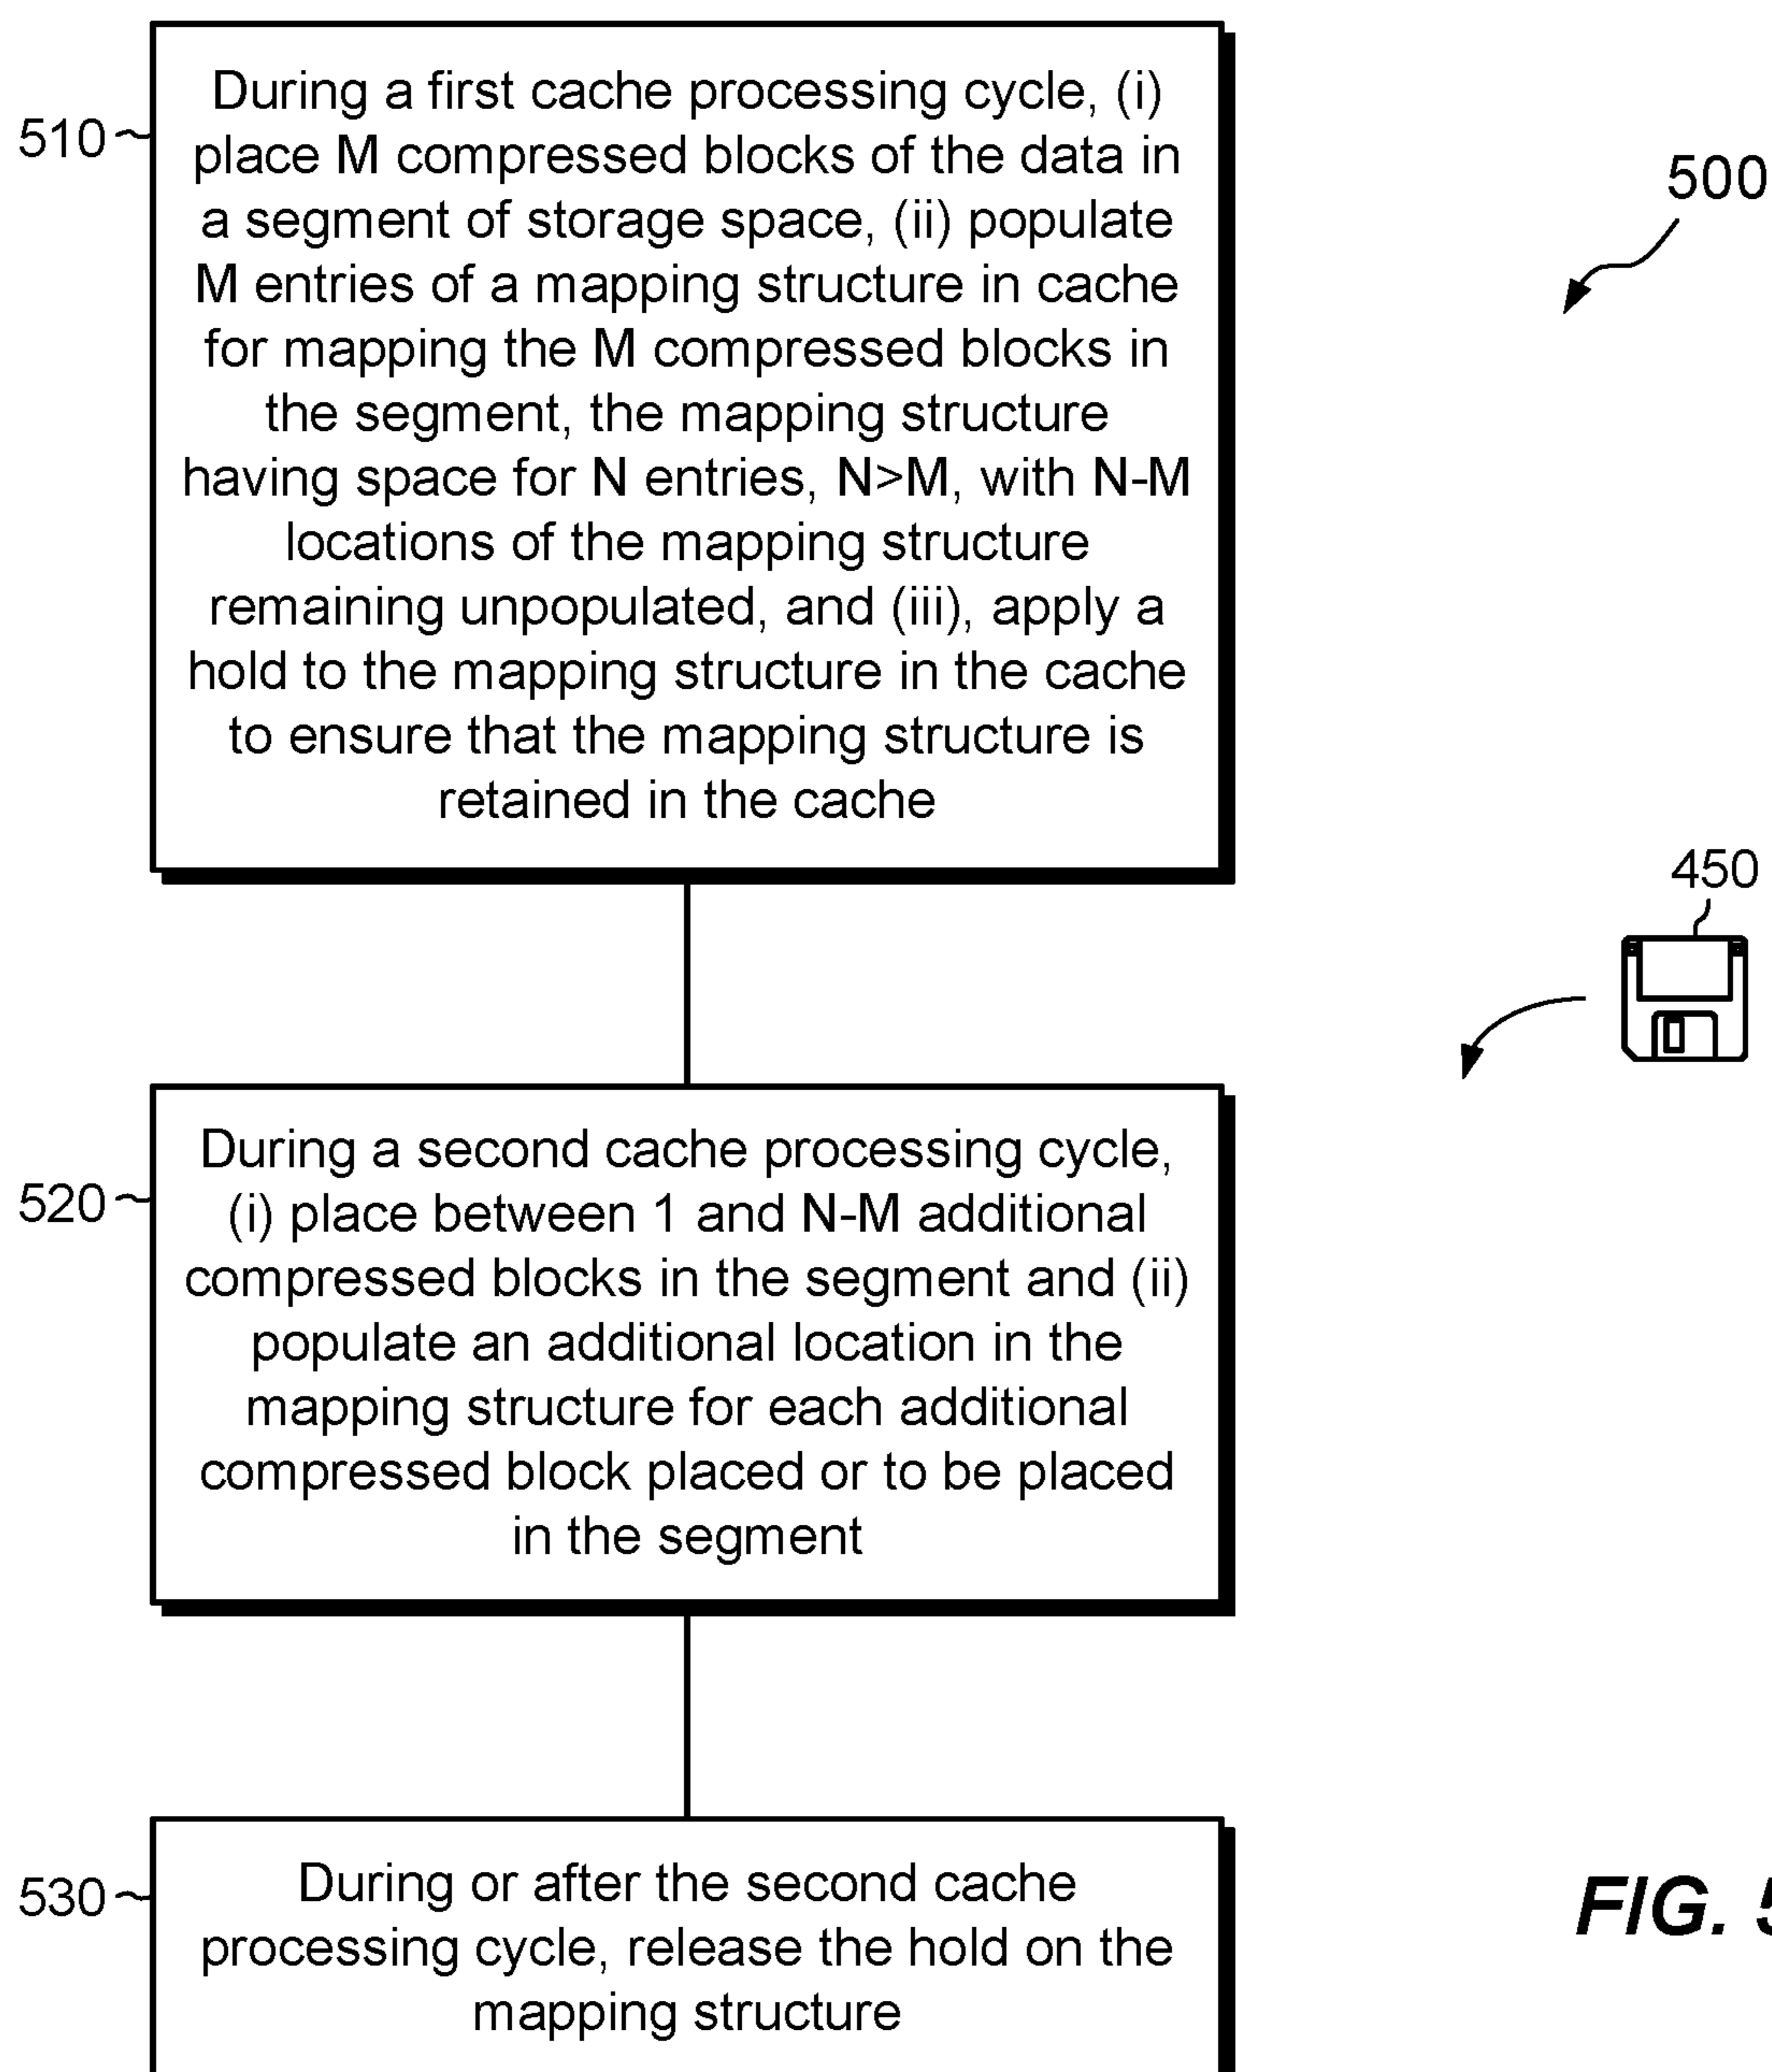 510
During a first cache processing cycle, (i)
place M compressed blocks of the data in
a segment of storage space, (ii) populate
M entries of a mapping structure in cache
for mapping the M compressed blocks in
the segment, the mapping structure
having space for N entries, N>M, with N-M
locations of the mapping structure
remaining unpopulated, and (iii), apply a
hold to the mapping structure in the cache
to ensure that the mapping structure is
retained in the cache
500
450
520
During a second cache processing cycle,
(i) place between 1 and N-M additional
compressed blocks in the segment and (ii)
populate an additional location in the
mapping structure for each additional
compressed block placed or to be placed
in the segment
530
During or after the second cache
processing cycle, release the hold on the
mapping structure
FIG. 5